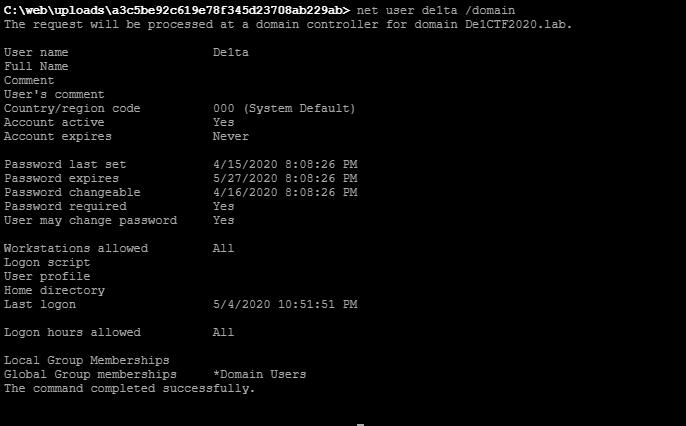 C:\web\uploads\a3c5be92c619e78f345d23708ab229ab> net user de1ta /domain
The request will be processed at a domain controller for domain De1CTF2020.lab.
User name De1ta
Full Name
Comment
User's comment
Country/region code 000 (System Default)
Account active Yes
Account expires Never
Password last set 4/15/2020 8:08:26 PM
Password expires 5/27/2020 8:08:26 PM
Password changeable 4/16/2020 8:08:26 PM
Password required Yes
User may change password Yes
Workstations allowed All
Logon script
User profile
Home directory
Last logon 5/4/2020 10:51:51 PM
Logon hours allowed All
Local Group Memberships
Global Group memberships *Domain Users
The command completed successfully.